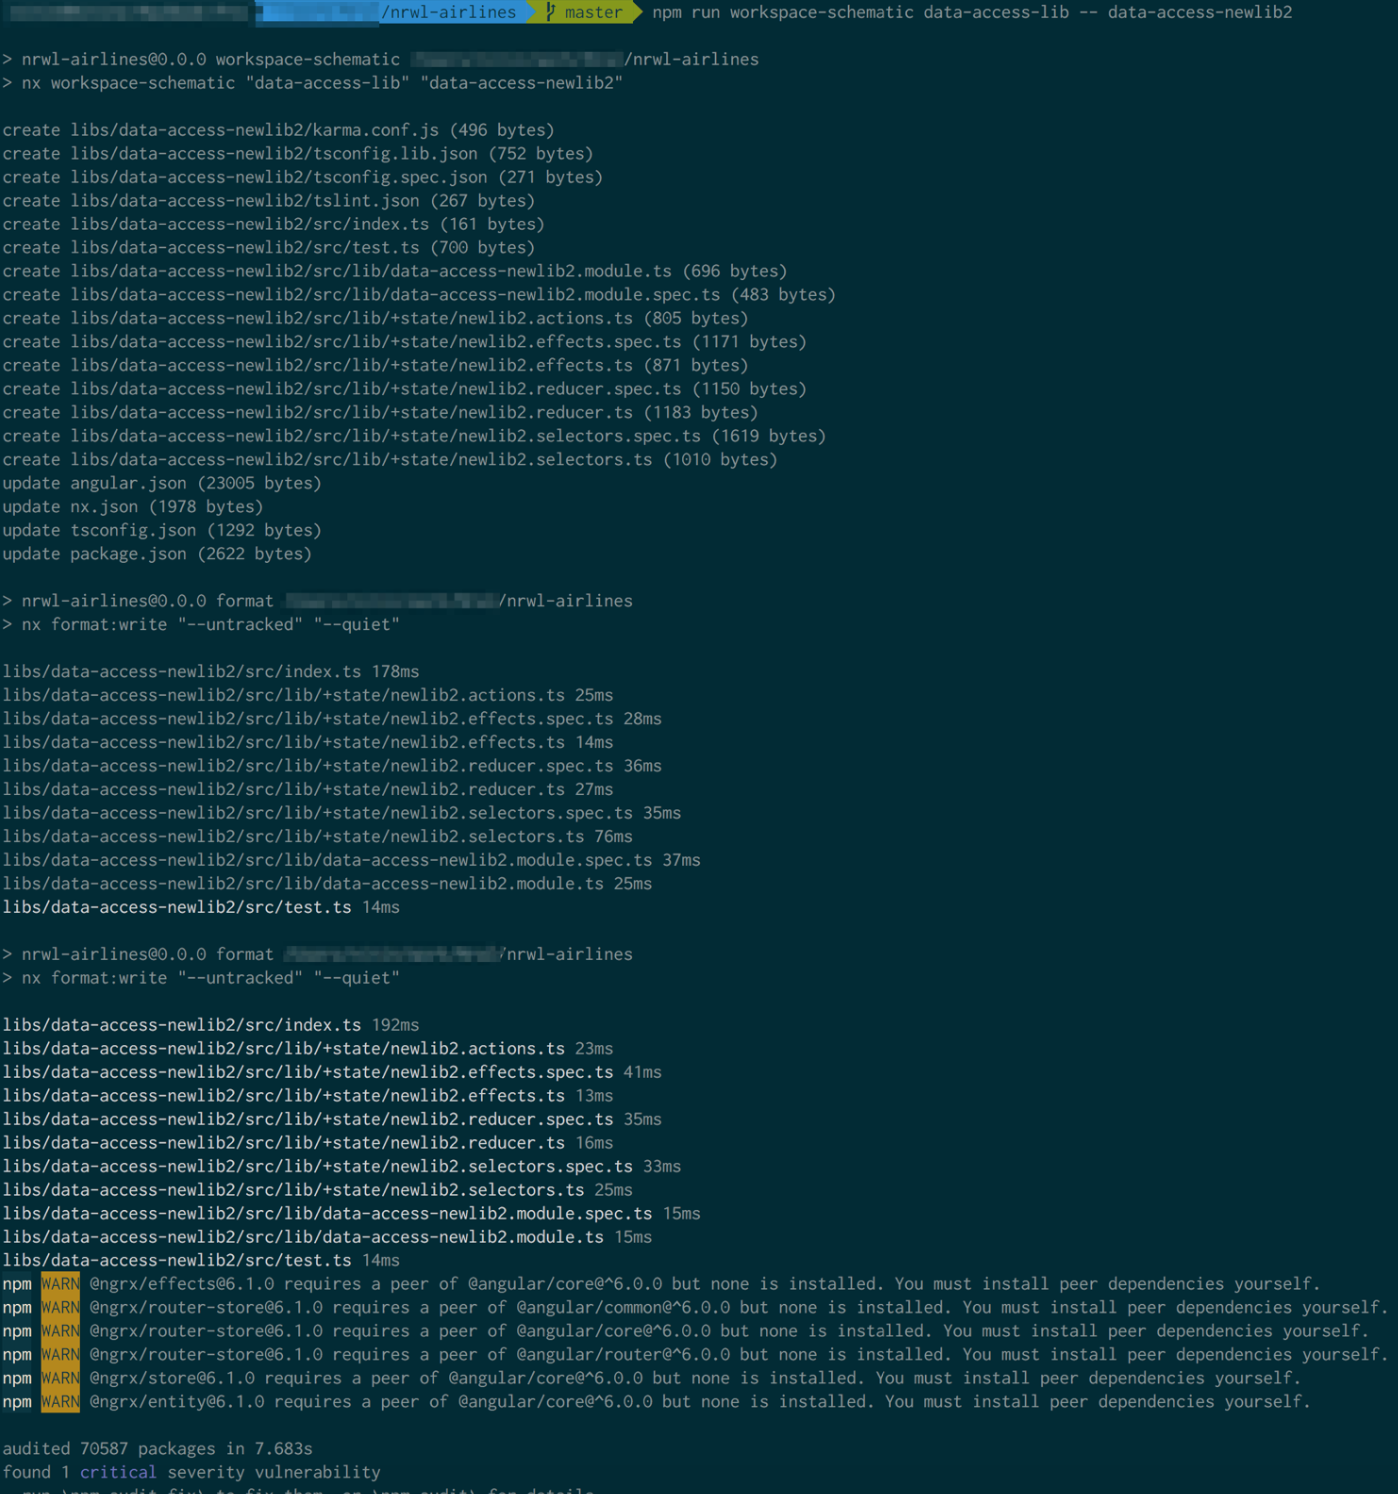 /nrwl-airlines master npm run workspace-schematic data-access-lib -- data-access-newlib2
> nrwl-airlines@0.0.0 workspace-schematic /nrwl-airlines
> nx workspace-schematic "data-access-lib" "data-access-newlib2"
create libs/data-access-newlib2/karma.conf.js (496 bytes)
create libs/data-access-newlib2/tsconfig.lib.json (752 bytes)
create libs/data-access-newlib2/tsconfig.spec.json (271 bytes)
create libs/data-access-newlib2/tslint.json (267 bytes)
create libs/data-access-newlib2/src/index.ts (161 bytes)
create libs/data-access-newlib2/src/test.ts (700 bytes)
create libs/data-access-newlib2/src/lib/data-access-newlib2.module.ts (696 bytes)
create libs/data-access-newlib2/src/lib/data-access-newlib2.module.spec.ts (483 bytes)
create libs/data-access-newlib2/src/lib/+state/newlib2.actions.ts (805 bytes)
create libs/data-access-newlib2/src/lib/+state/newlib2.effects.spec.ts (1171 bytes)
create libs/data-access-newlib2/src/lib/+state/newlib2.effects.ts (871 bytes)
create libs/data-access-newlib2/src/lib/+state/newlib2.reducer.spec.ts (1150 bytes)
create libs/data-access-newlib2/src/lib/+state/newlib2.reducer.ts (1183 bytes)
create libs/data-access-newlib2/src/lib/+state/newlib2.selectors.spec.ts (1619 bytes)
create libs/data-access-newlib2/src/lib/+state/newlib2.selectors.ts (1010 bytes)
update angular.json (23005 bytes)
update nx.json (1978 bytes)
update tsconfig.json (1292 bytes)
update package.json (2622 bytes)
> nrwl-airlines@0.0.0 format /nrwl-airlines
> nx format:write "--untracked" "--quiet"
libs/data-access-newlib2/src/index.ts 178ms
libs/data-access-newlib2/src/lib/+state/newlib2.actions.ts 25ms
libs/data-access-newlib2/src/lib/+state/newlib2.effects.spec.ts 28ms
libs/data-access-newlib2/src/lib/+state/newlib2.effects.ts 14ms
libs/data-access-newlib2/src/lib/+state/newlib2.reducer.spec.ts 36ms
libs/data-access-newlib2/src/lib/+state/newlib2.reducer.ts 27ms
libs/data-access-newlib2/src/lib/+state/newlib2.selectors.spec.ts 35ms
libs/data-access-newlib2/src/lib/+state/newlib2.selectors.ts 76ms
libs/data-access-newlib2/src/lib/data-access-newlib2.module.spec.ts 37ms
libs/data-access-newlib2/src/lib/data-access-newlib2.module.ts 25ms
libs/data-access-newlib2/src/test.ts 14ms
> nrwl-airlines@0.0.0 format /nrwl-airlines
> nx format:write "--untracked" "--quiet"
libs/data-access-newlib2/src/index.ts 192ms
libs/data-access-newlib2/src/lib/+state/newlib2.actions.ts 23ms
libs/data-access-newlib2/src/lib/+state/newlib2.effects.spec.ts 41ms
libs/data-access-newlib2/src/lib/+state/newlib2.effects.ts 13ms
libs/data-access-newlib2/src/lib/+state/newlib2.reducer.spec.ts 35ms
libs/data-access-newlib2/src/lib/+state/newlib2.reducer.ts 16ms
libs/data-access-newlib2/src/lib/+state/newlib2.selectors.spec.ts 33ms
libs/data-access-newlib2/src/lib/+state/newlib2.selectors.ts 25ms
libs/data-access-newlib2/src/lib/data-access-newlib2.module.spec.ts 15ms
libs/data-access-newlib2/src/lib/data-access-newlib2.module.ts 15ms
libs/data-access-newlib2/src/test.ts 14ms
npm WARN @ngrx/effects@6.1.0 requires a peer of @angular/core@^6.0.0 but none is installed. You must install peer dependencies yourself.
npm WARN @ngrx/router-store@6.1.0 requires a peer of @angular/common@^6.0.0 but none is installed. You must install peer dependencies yourself.
npm WARN @ngrx/router-store@6.1.0 requires a peer of @angular/core@^6.0.0 but none is installed. You must install peer dependencies yourself.
npm WARN @ngrx/router-store@6.1.0 requires a peer of @angular/router@^6.0.0 but none is installed. You must install peer dependencies yourself.
npm WARN @ngrx/store@6.1.0 requires a peer of @angular/core@^6.0.0 but none is installed. You must install peer dependencies yourself.
npm WARN @ngrx/entity@6.1.0 requires a peer of @angular/core@^6.0.0 but none is installed. You must install peer dependencies yourself.
audited 70587 packages in 7.683s
found 1 critical severity vulnerability
run `npm audit fix` to fix them, or `npm audit` for details